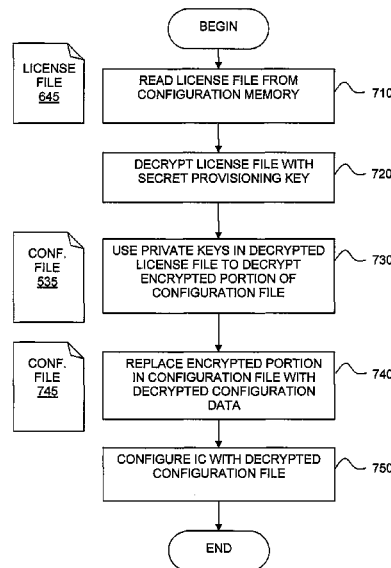 BEGIN
LICENSE
FILE
645
READ LICENSE FILE FROM
CONFIGURATION MEMORY
710
DECRYPT LICENSE FILE WITH
SECRET PROVISIONING KEY
720
CONF.
FILE
535
USE PRIVATE KEYS IN DECRYPTED
LICENSE FILE TO DECRYPT
ENCRYPTED PORTION OF
CONFIGURATION FILE
730
CONF.
FILE
745
REPLACE ENCRYPTED PORTION
IN CONFIGURATION FILE WITH
DECRYPTED CONFIGURATION
DATA
740
CONFIGURE IC WITH DECRYPTED
CONFIGURATION FILE
750
END